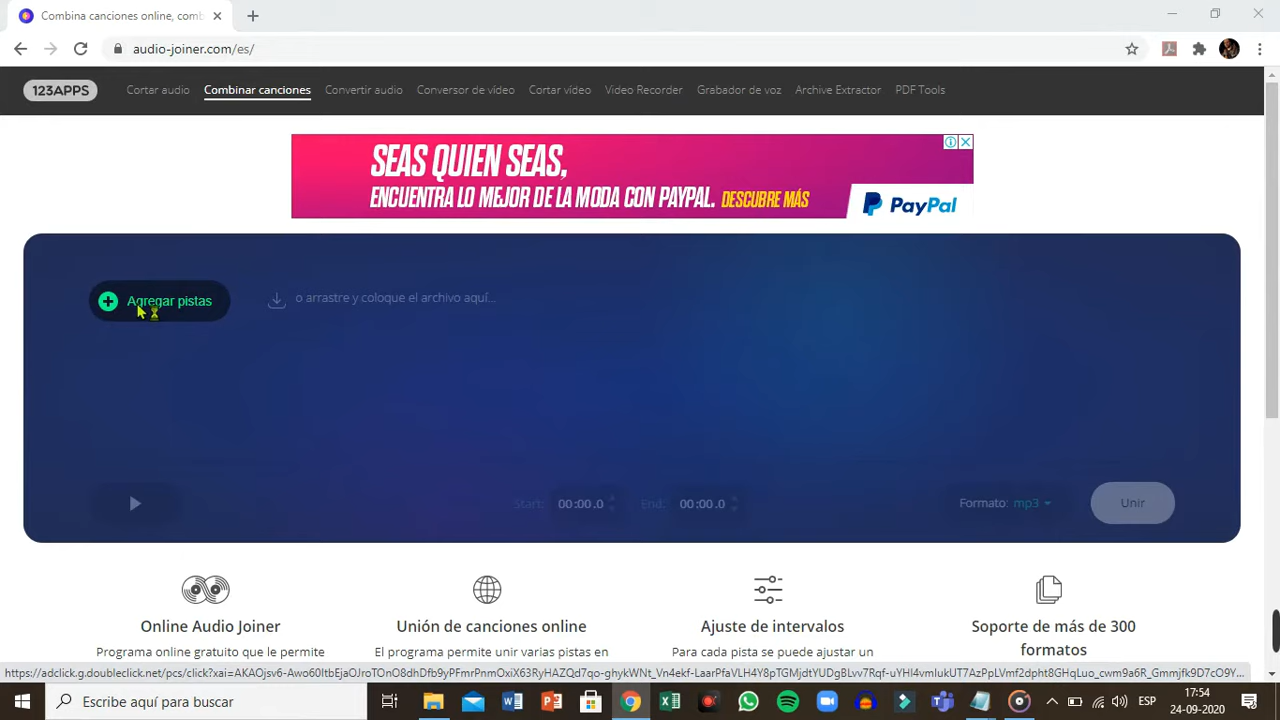 Combina canciones online, comb
audio-joiner.com/es/
123APPS
Cortar audio
Combinar canciones
Convertir audio
Conversor de vídeo
Cortar vídeo
Video Recorder
Grabador de voz
Archive Extractor
PDF Tools
SEAS QUIEN SEAS,
ENCUENTRA LO MEJOR DE LA MODA CON PAYPAL. DESCUBRE MÁS
PayPal
Agregar pistas
o arrastre y coloque el archivo aquí...
Start: 00:00.0
End: 00:00.0
Formato: mp3
Unir
Online Audio Joiner
Unión de canciones online
Ajuste de intervalos
Soporte de más de 300
formatos
Programa online gratuito que le permite
El programa permite unir varias pistas en
Para cada pista se puede ajustar un
Escribe aquí para buscar
ESP
17:54
24-09-2020